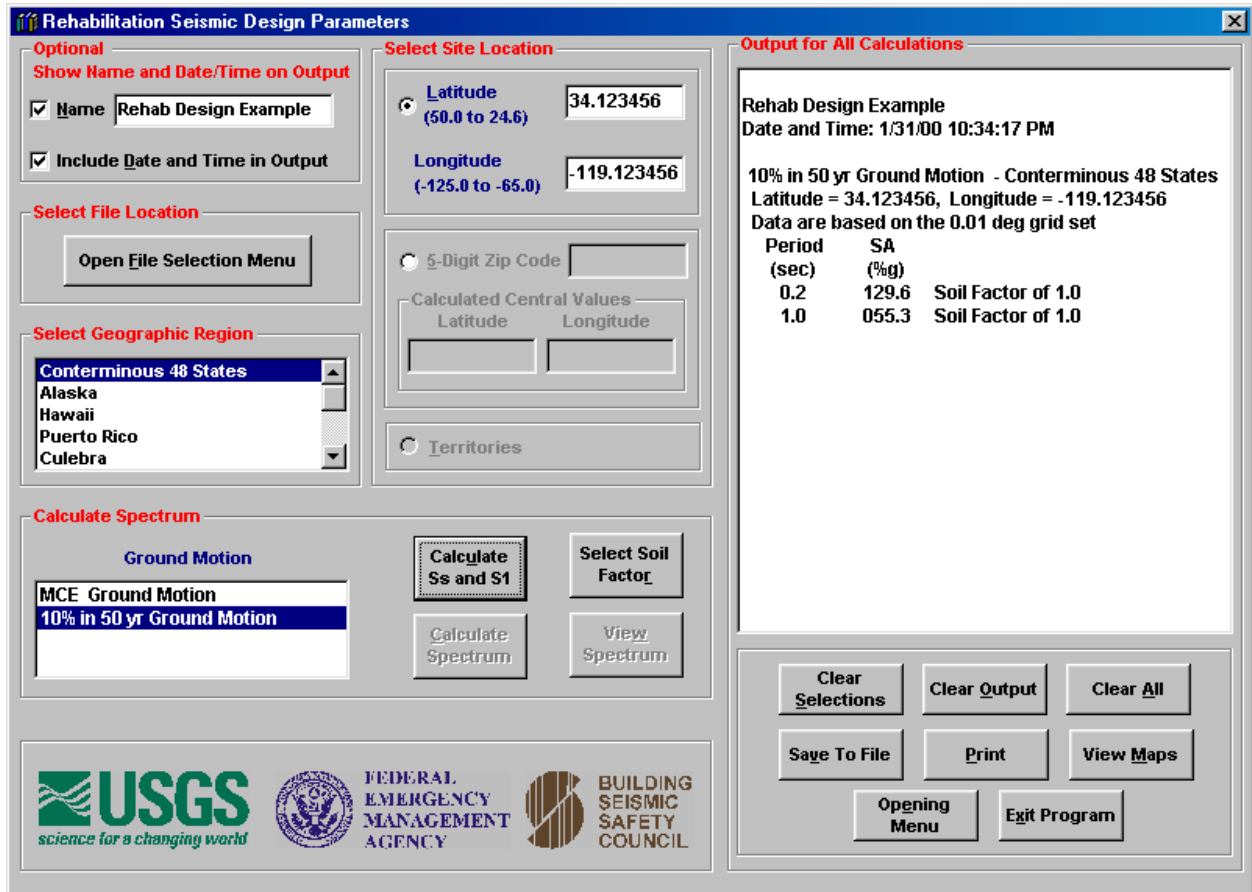 Rehabilitation Seismic Design Parameters
Optional
Show Name and Date/Time on Output
Name Rehab Design Example
Include Date and Time in Output
Select File Location
Open File Selection Menu
Select Geographic Region
Conterminous 48 States
Alaska
Hawaii
Puerto Rico
Culebra
Select Site Location
Latitude
(50.0 to 24.6)
34.123456
Longitude
(-125.0 to -65.0)
-119.123456
5-Digit Zip Code
Calculated Central Values
Latitude Longitude
Territories
Calculate Spectrum
Ground Motion
MCE Ground Motion
10% in 50 yr Ground Motion
Calculate
Ss and S1
Select Soil
Factor
Calculate
Spectrum
View
Spectrum
USGS
science for a changing world
FEDERAL
EMERGENCY
MANAGEMENT
AGENCY
BUILDING
SEISMIC
SAFETY
COUNCIL
Output for All Calculations
Rehab Design Example
Date and Time: 1/31/00 10:34:17 PM
10% in 50 yr Ground Motion - Conterminous 48 States
Latitude = 34.123456, Longitude = -119.123456
Data are based on the 0.01 deg grid set
Period SA
(sec) (%g)
0.2 129.6 Soil Factor of 1.0
1.0 055.3 Soil Factor of 1.0
Clear
Selections
Clear Output
Clear All
Save To File
Print
View Maps
Opening
Menu
Exit Program